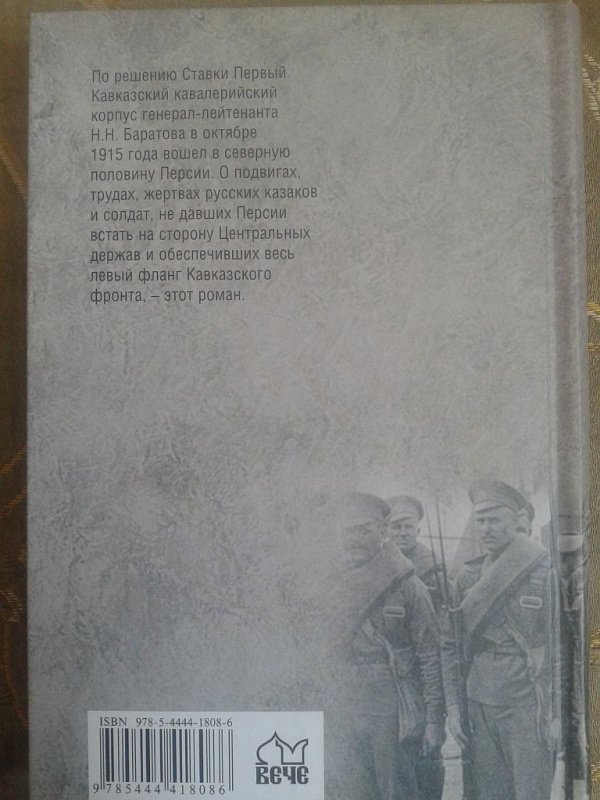 По решению Ставки Первый
Кавказский кавалерийский
корпус генерал-лейтенанта
Н.Н. Баратова в октябре
1915 года вошел в северную
половину Персии. О подвигах,
трудах, жертвах русских казаков
и солдат, не давших Персии
встать на сторону Центральных
держав и обеспечивших весь
левый фланг Кавказского
фронта, – этот роман.
ISBN 978-5-4444-1808-6
ВЕЧЕ
9 785444 418086